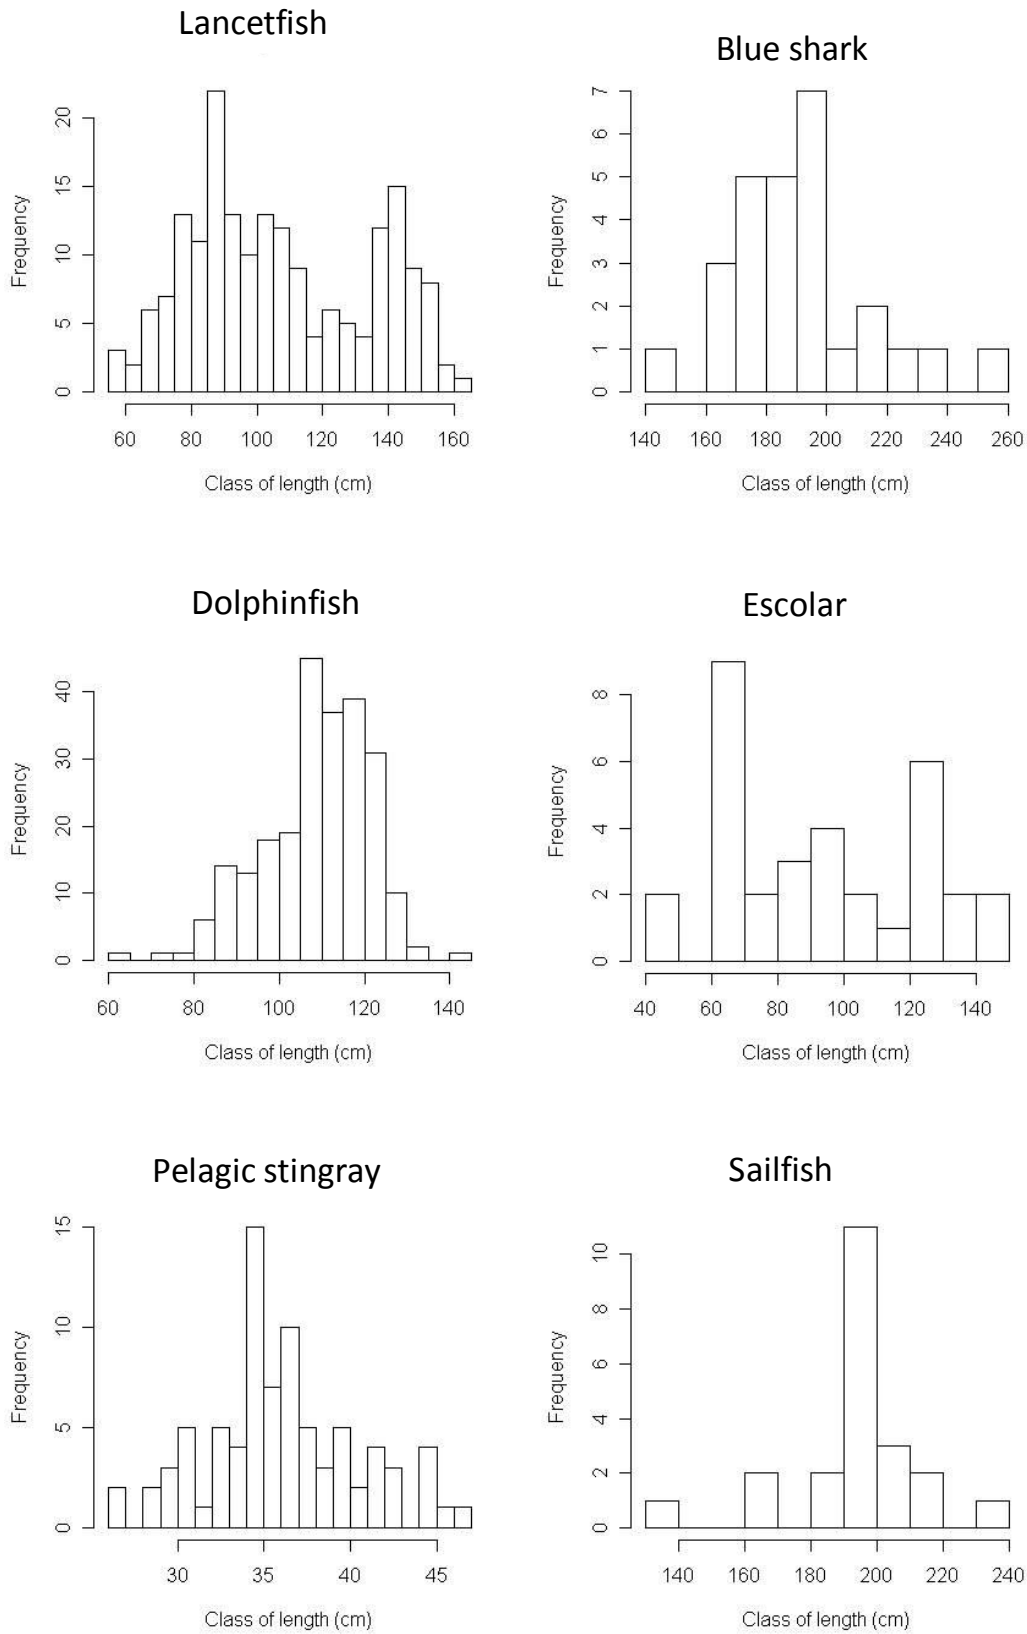 Lancetfish
Frequency
20
15
10
5
0
60 80 100 120 140 160
Class of length (cm)
Blue shark
Frequency
7
6
5
4
3
2
1
0
140 160 180 200 220 240 260
Class of length (cm)
Dolphinfish
Frequency
40
30
20
10
0
60 80 100 120 140
Class of length (cm)
Escolar
Frequency
8
6
4
2
0
40 60 80 100 120 140
Class of length (cm)
Pelagic stingray
Frequency
15
10
5
0
30 35 40 45
Class of length (cm)
Sailfish
Frequency
10
8
6
4
2
0
140 160 180 200 220 240
Class of length (cm)